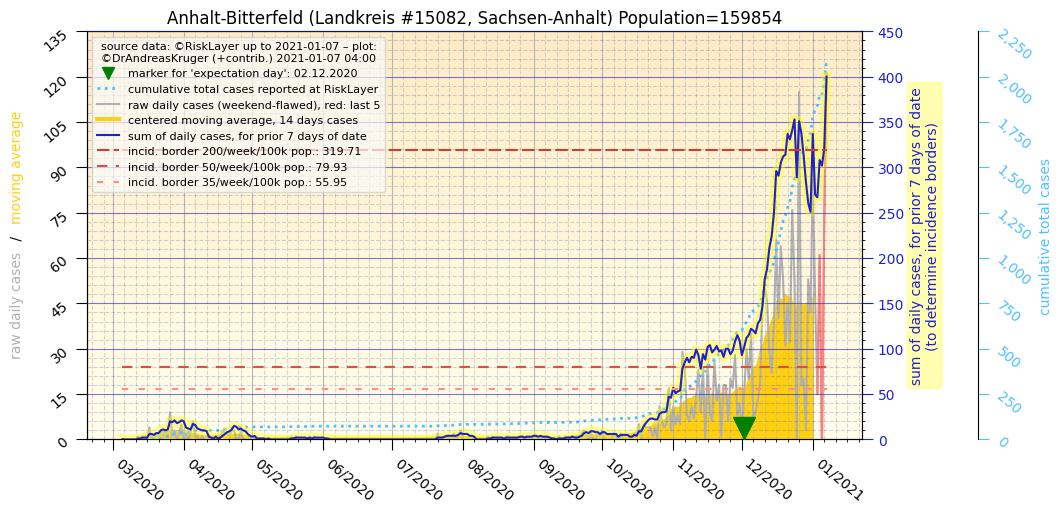 Anhalt-Bitterfeld (Landkreis #15082, Sachsen-Anhalt) Population=159854
source data: ©RiskLayer up to 2021-01-07 – plot:
©DrAndreasKruger (+contrib.) 2021-01-07 04:00
marker for 'expectation day': 02.12.2020
cumulative total cases reported at RiskLayer
raw daily cases (weekend-flawed), red: last 5
centered moving average, 14 days cases
sum of daily cases, for prior 7 days of date
incid. border 200/week/100k pop.: 319.71
incid. border 50/week/100k pop.: 79.93
incid. border 35/week/100k pop.: 55.95
raw daily cases / moving average
135
120
105
90
75
60
45
30
15
0
03/2020
04/2020
05/2020
06/2020
07/2020
08/2020
09/2020
10/2020
11/2020
12/2020
01/2021
450
400
350
300
250
200
150
100
50
0
sum of daily cases, for prior 7 days of date
(to determine incidence borders)
2,250
2,000
1,750
1,500
1,250
1,000
750
500
250
0
cumulative total cases